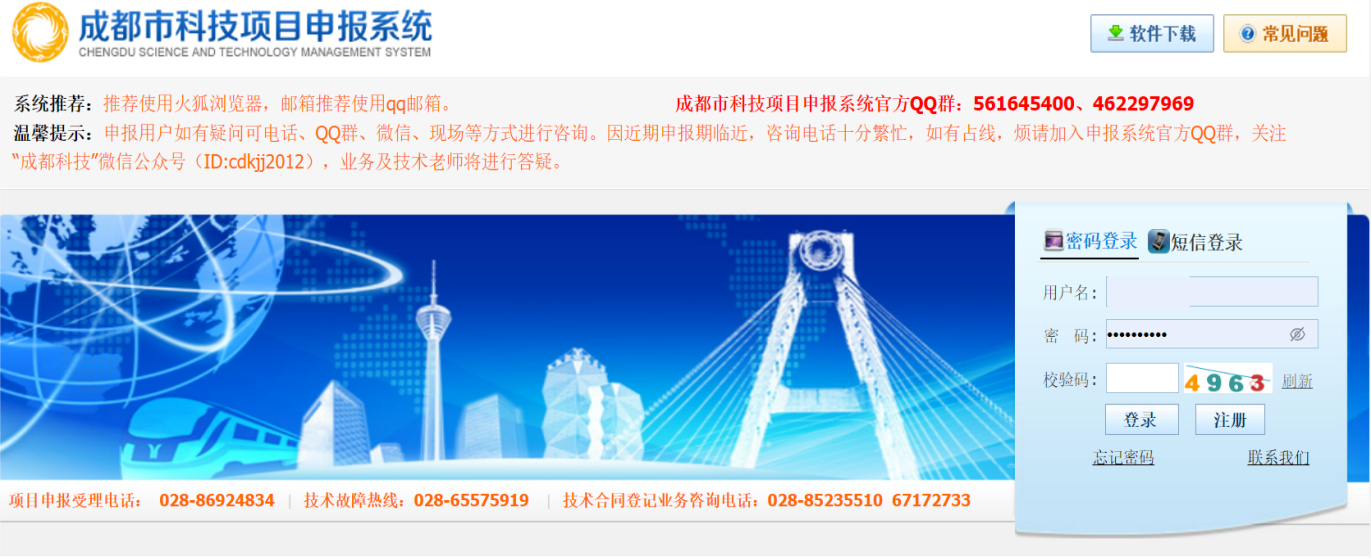 成都市科技项目申报系统
CHENGDU SCIENCE AND TECHNOLOGY MANAGEMENT SYSTEM
软件下载 常见问题
系统推荐：推荐使用火狐浏览器，邮箱推荐使用qq邮箱。 成都市科技项目申报系统官方QQ群：561645400、462297969
温馨提示：申报用户如有疑问可电话、QQ群、微信、现场等方式进行咨询。因近期申报期临近，咨询电话十分繁忙，如有占线，烦请加入申报系统官方QQ群，关注
“成都科技”微信公众号（ID:cdkjj2012），业务及技术老师将进行答疑。
密码登录 短信登录
用户名：
密 码：••••••••••
校验码： 4963 刷新
登录 注册
忘记密码 联系我们
项目申报受理电话： 028-86924834 | 技术故障热线：028-65575919 | 技术合同登记业务咨询电话：028-85235510 67172733